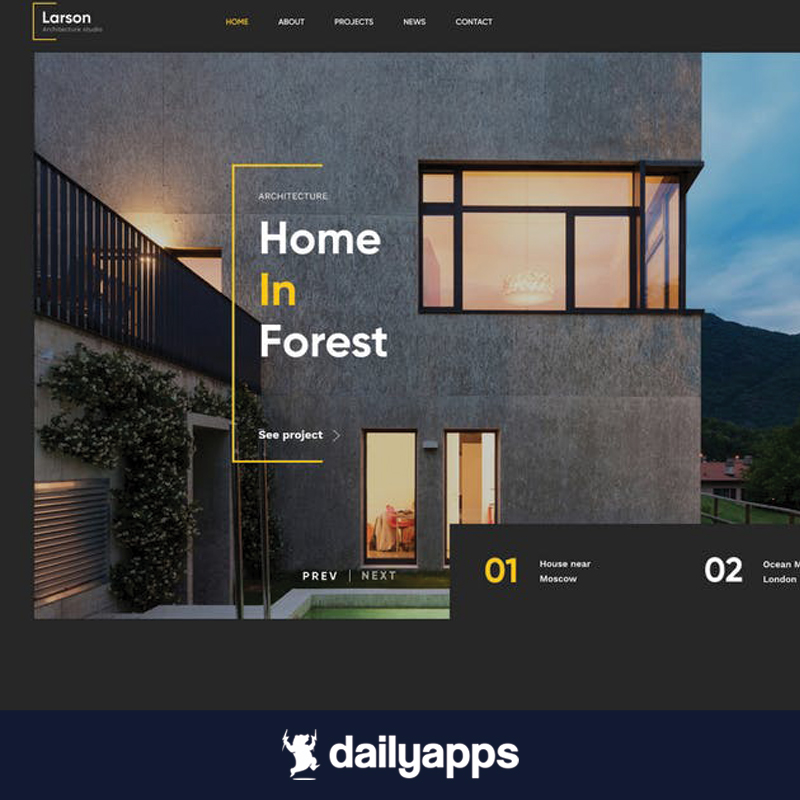 Larson
Architecture studio
HOME ABOUT PROJECTS NEWS CONTACT
ARCHITECTURE
Home
In
Forest
See project
PREV | NEXT
01 House near
Moscow
02 Ocean
London
dailyapps